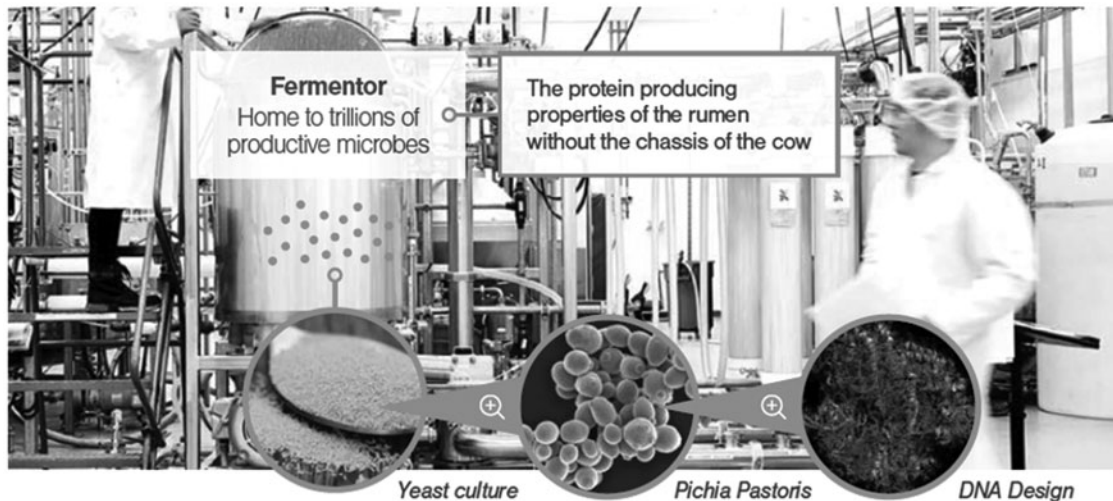 Fermentor
Home to trillions of
productive microbes
The protein producing
properties of the rumen
without the chassis of the cow
Yeast culture
Pichia Pastoris
DNA Design